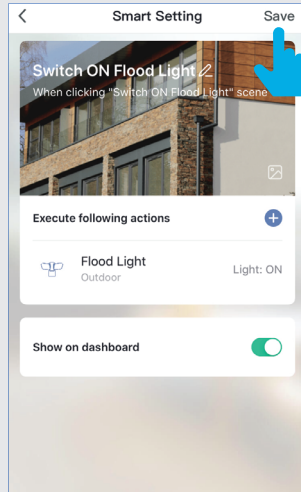 Smart Setting Save
Switch ON Flood Light
When clicking "Switch ON Flood Light" scene
Execute following actions
Flood Light
Outdoor
Light: ON
Show on dashboard